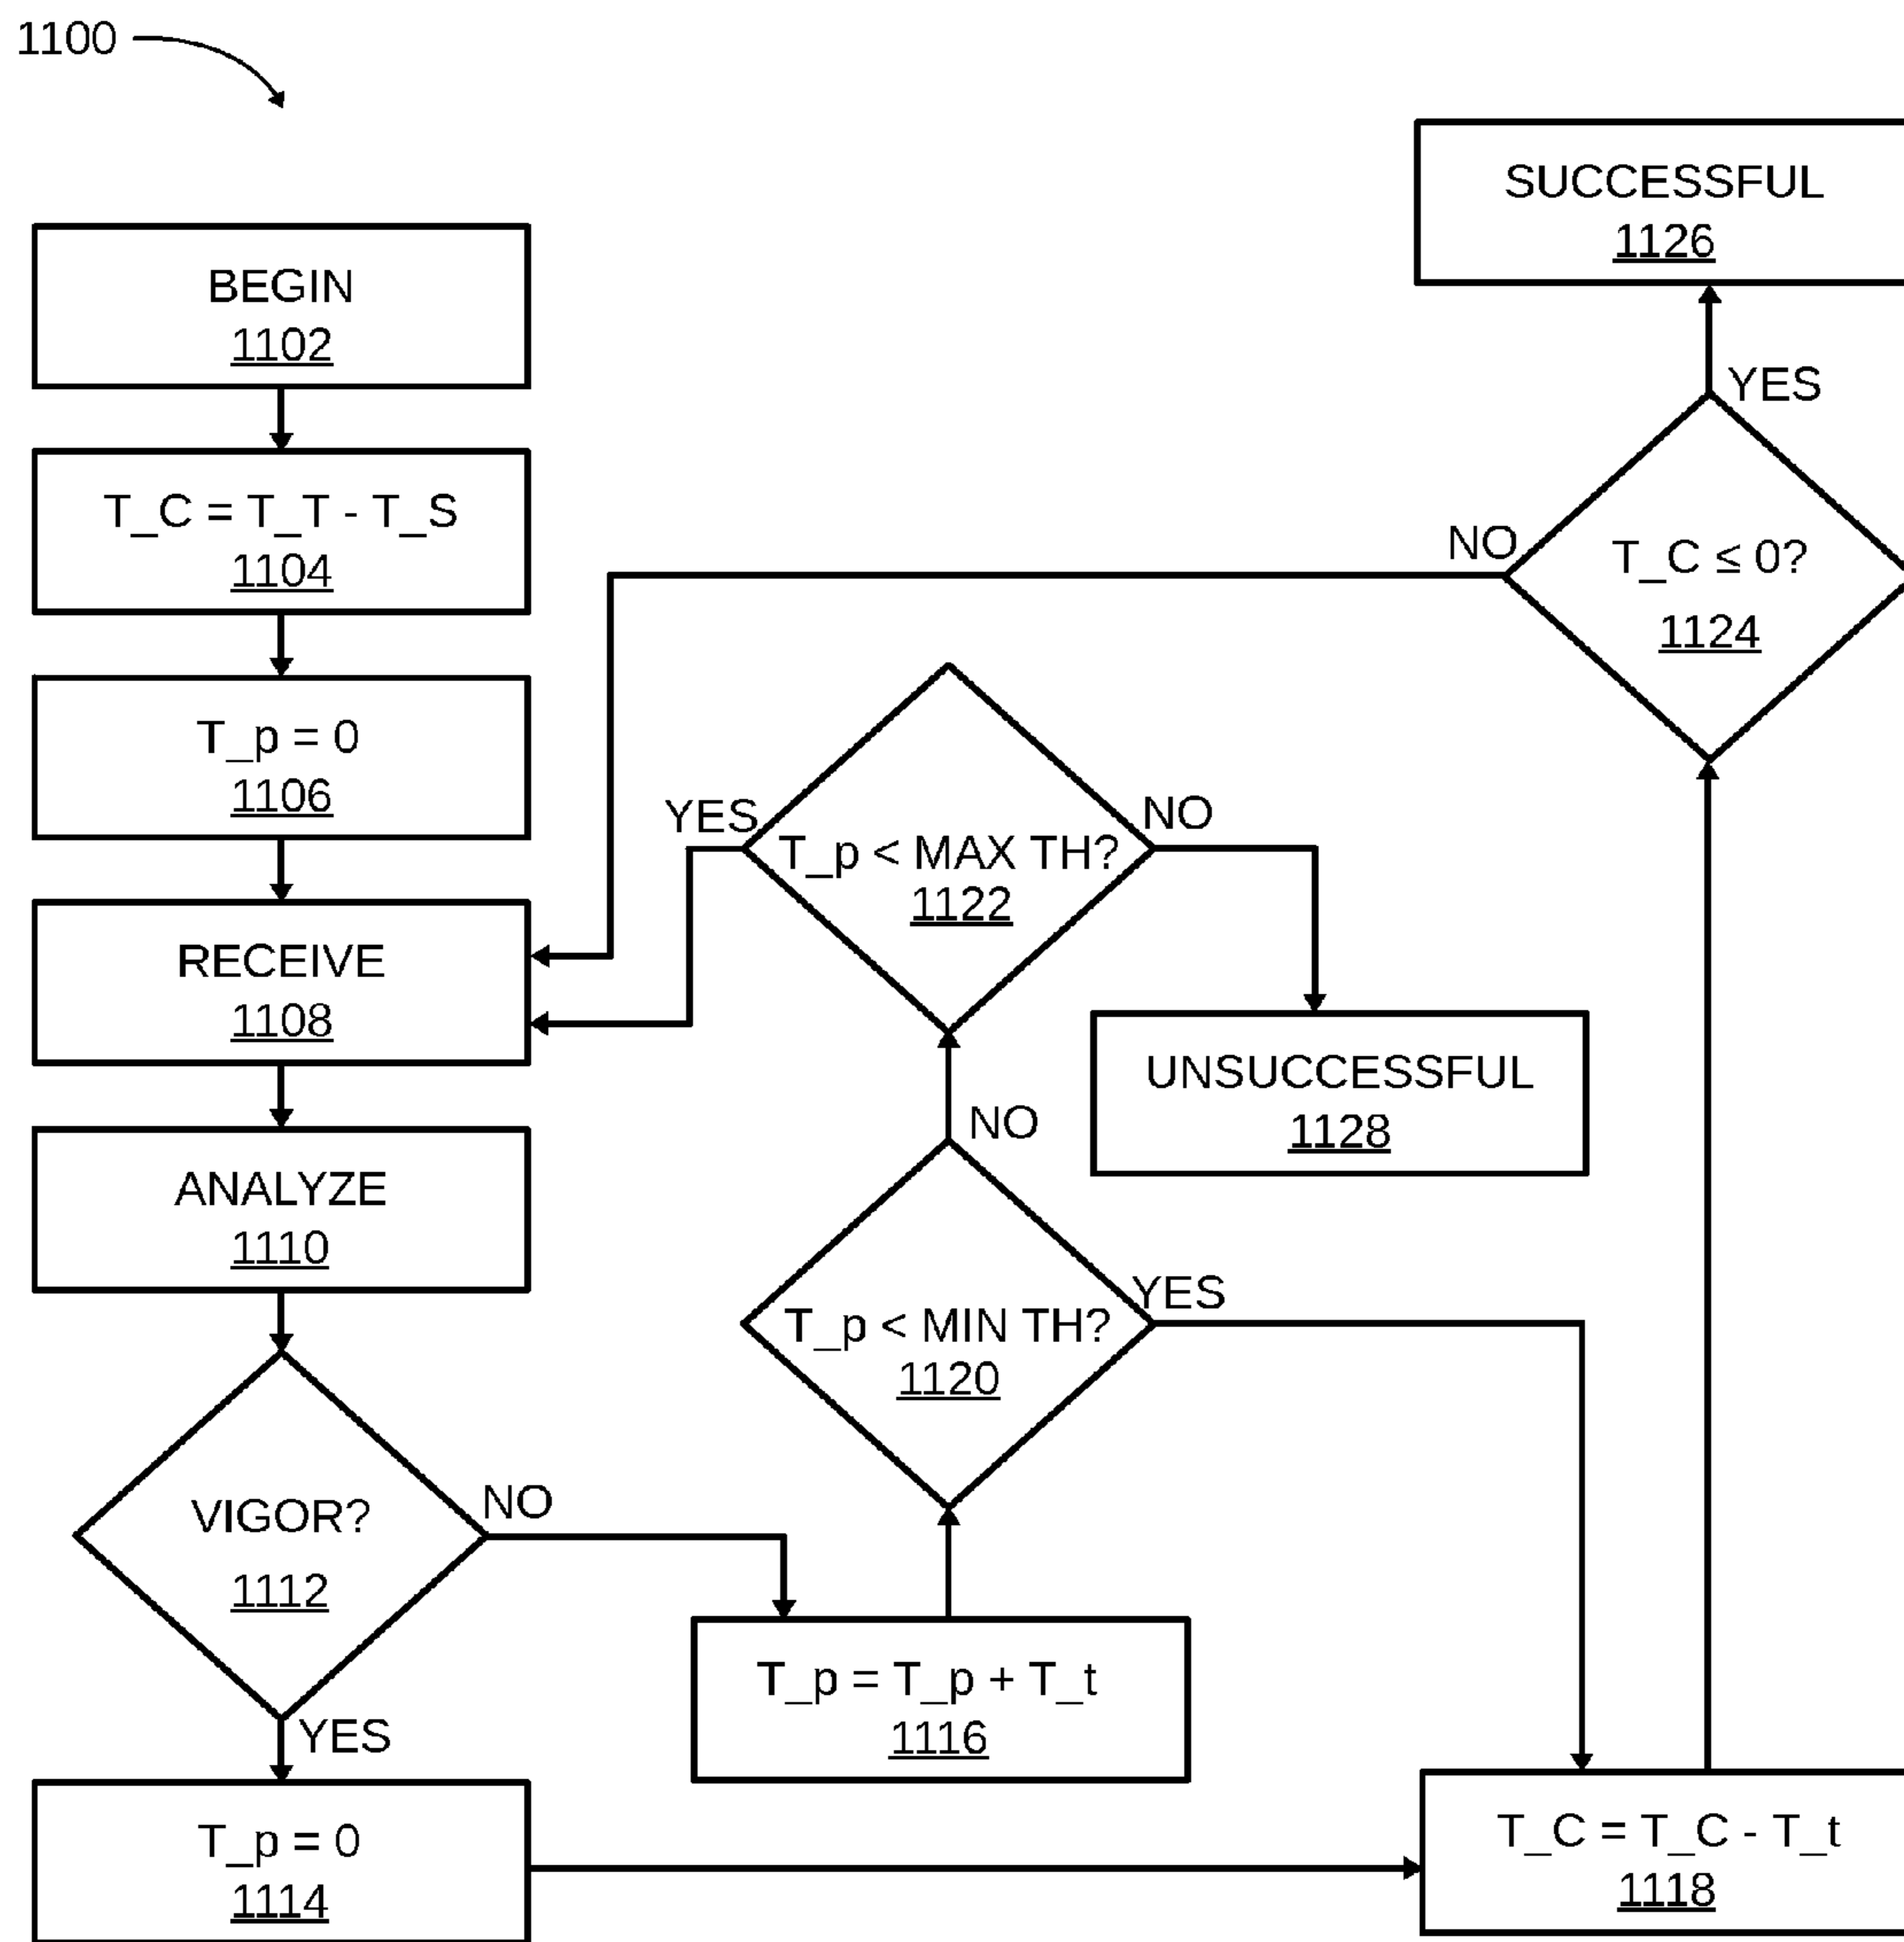 1100
BEGIN
1102
T_C = T_T - T_S
1104
T_p = 0
1106
RECEIVE
1108
ANALYZE
1110
VIGOR?
1112
NO
YES
T_p = 0
1114
T_p = T_p + T_t
1116
T_p < MIN TH?
1120
YES
NO
T_p < MAX TH?
1122
YES
NO
UNSUCCESSFUL
1128
T_C = T_C - T_t
1118
T_C ≤ 0?
1124
NO
YES
SUCCESSFUL
1126